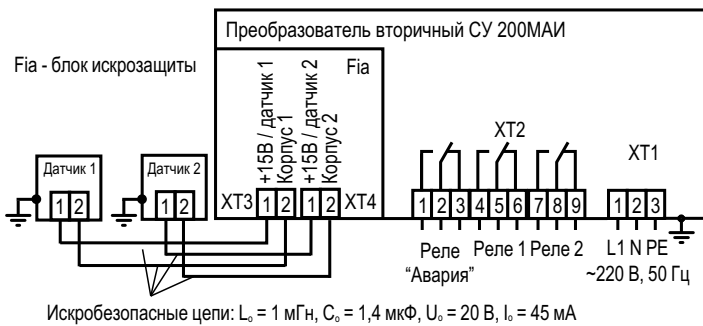 Преобразователь вторичный СУ 200МАИ
Fia - блок искрозащиты
Fia
+15В / датчик 1
Корпус 1
+15В / датчик 2
Корпус 2
Датчик 1
1 2
Датчик 2
1 2
XT3 1 2 1 2 XT4
XT2
1 2 3 4 5 6 7 8 9
Реле "Авария"
Реле 1 Реле 2
XT1
1 2 3
L1 N PE
~220 В, 50 Гц
Искробезопасные цепи: Lₒ = 1 мГн, Cₒ = 1,4 мкФ, Uₒ = 20 В, Iₒ = 45 мА